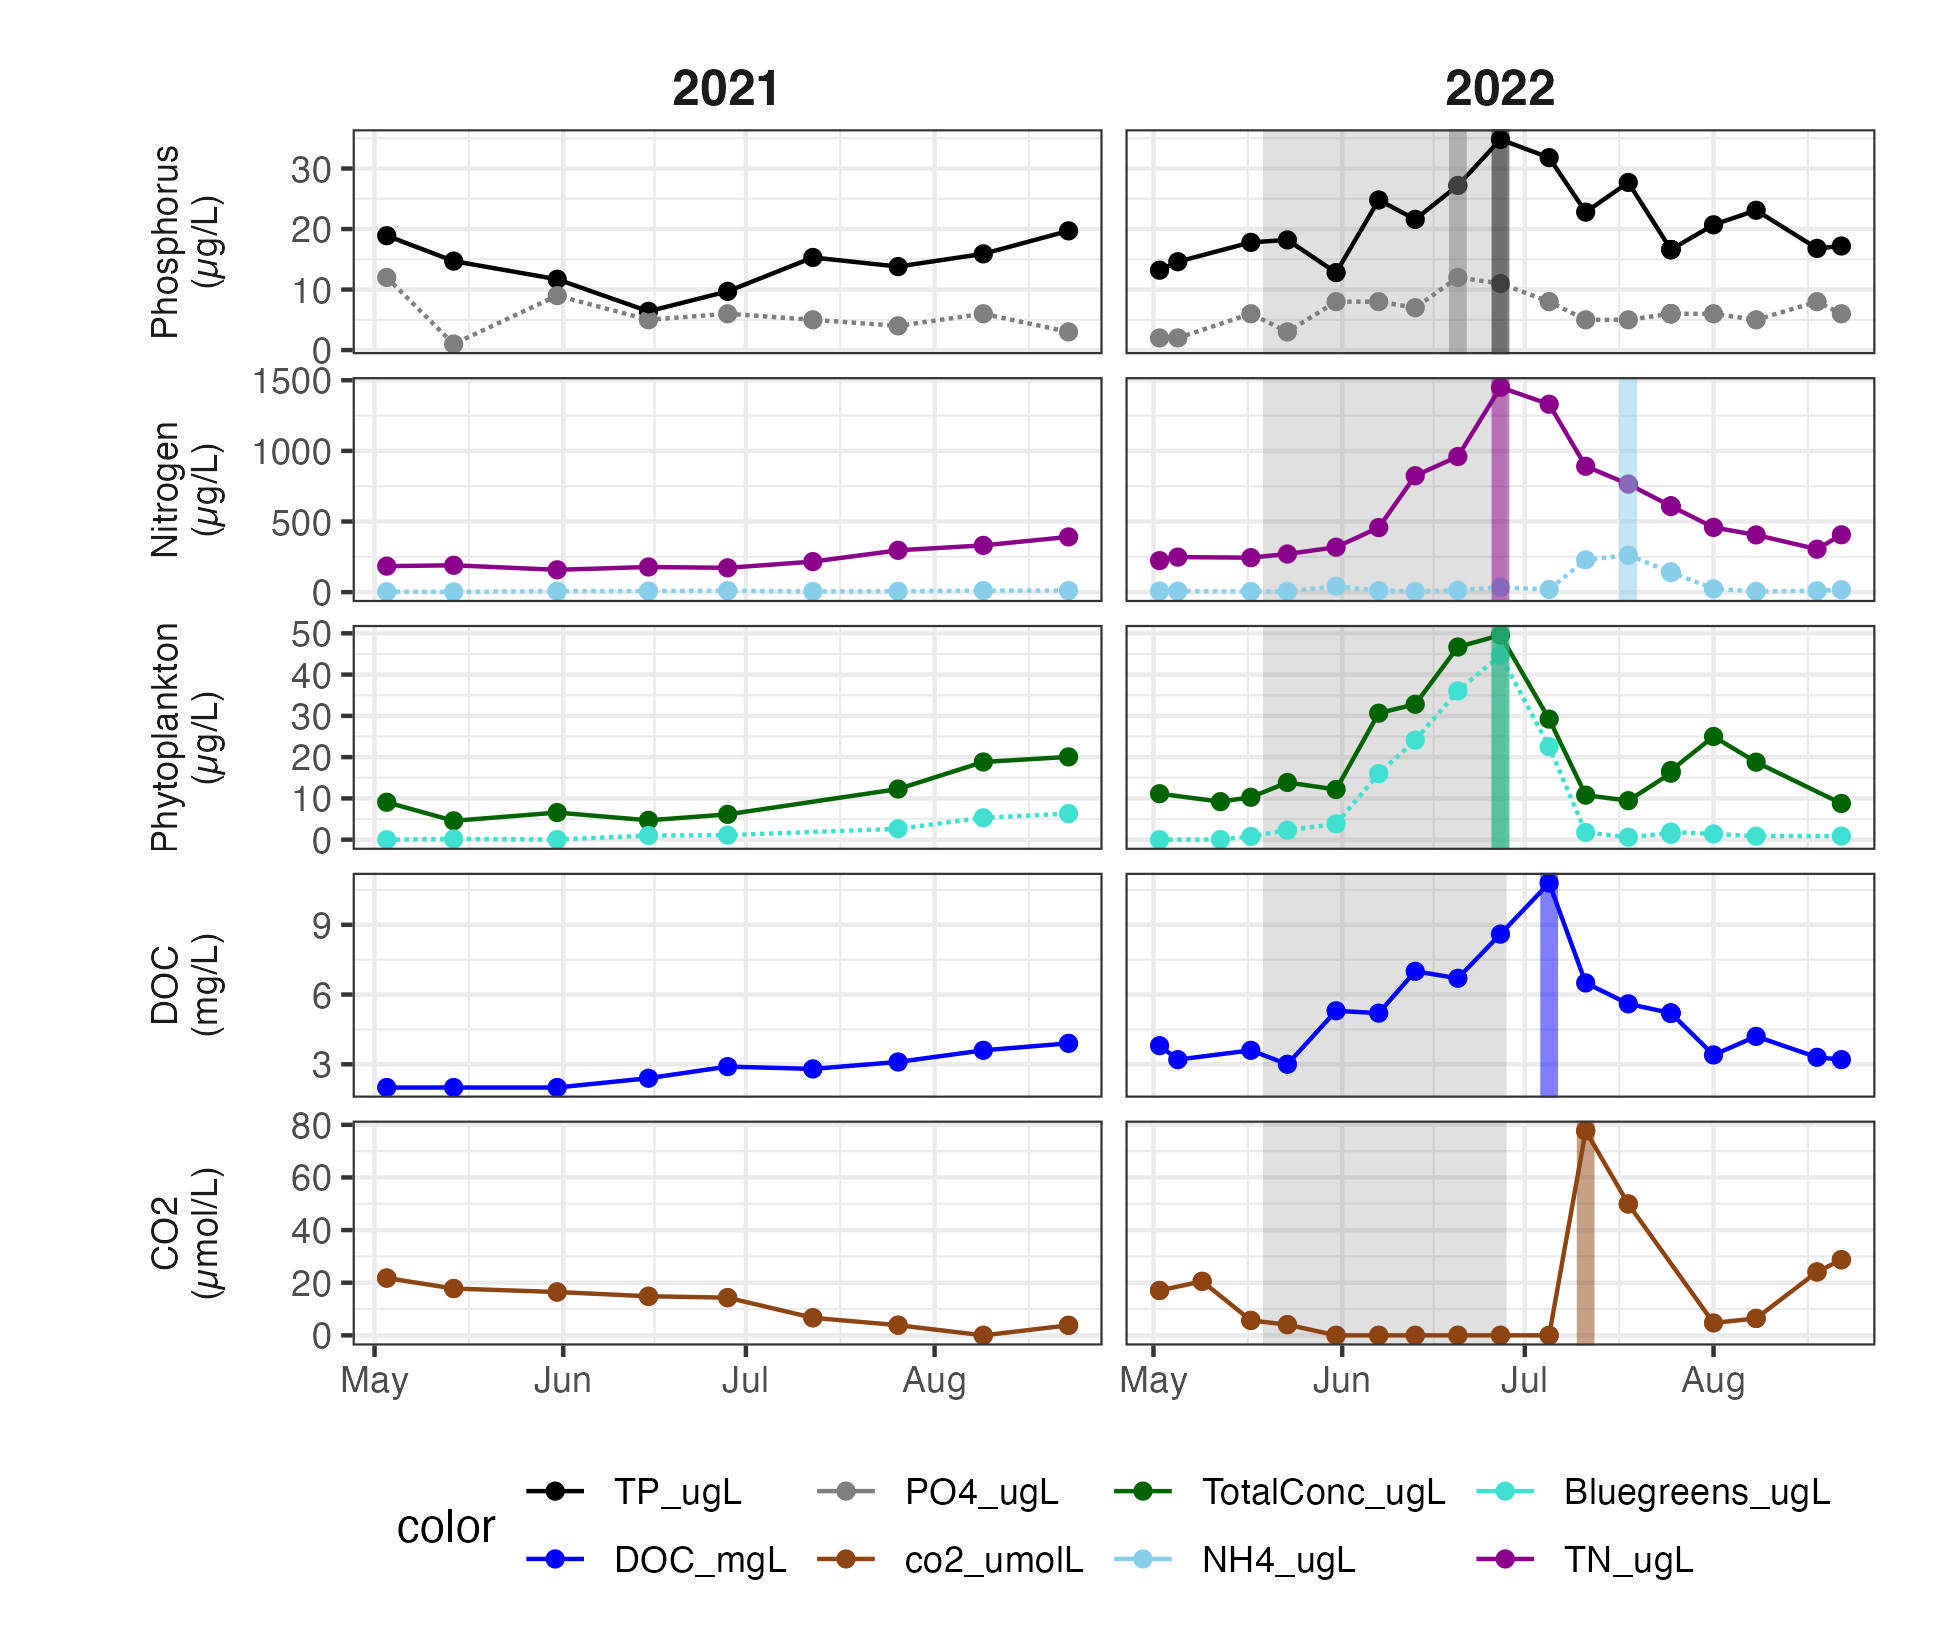 2021
2022
Phosphorus
(µg/L)
30
20
10
0
Nitrogen
(µg/L)
1500
1000
500
0
Phytoplankton
(µg/L)
50
40
30
20
10
0
DOC
(mg/L)
9
6
3
CO2
(µmol/L)
80
60
40
20
0
May Jun Jul Aug
May Jun Jul Aug
color
TP_ugL PO4_ugL TotalConc_ugL Bluegreens_ugL
DOC_mgL co2_umolL NH4_ugL TN_ugL